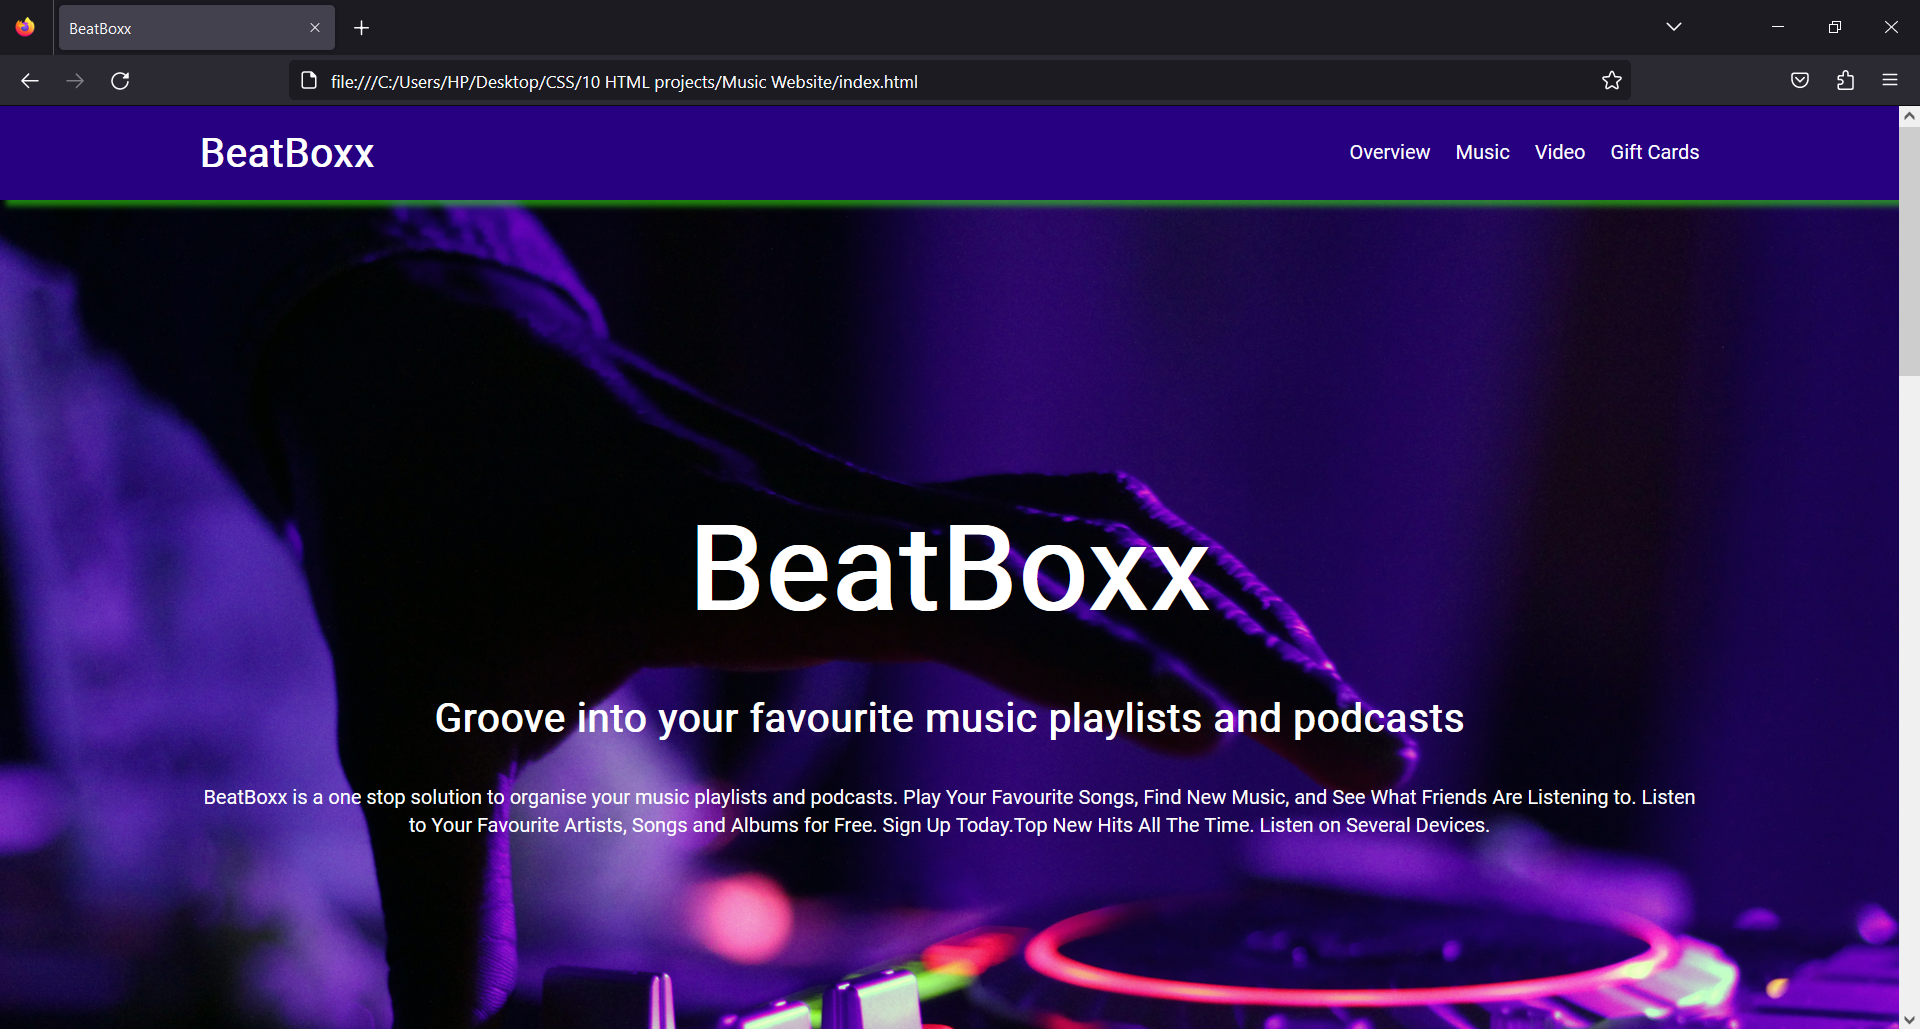 BeatBoxx
file:///C:/Users/HP/Desktop/CSS/10 HTML projects/Music Website/index.html
BeatBoxx
Overview Music Video Gift Cards
BeatBoxx
Groove into your favourite music playlists and podcasts
BeatBoxx is a one stop solution to organise your music playlists and podcasts. Play Your Favourite Songs, Find New Music, and See What Friends Are Listening to. Listen
to Your Favourite Artists, Songs and Albums for Free. Sign Up Today.Top New Hits All The Time. Listen on Several Devices.